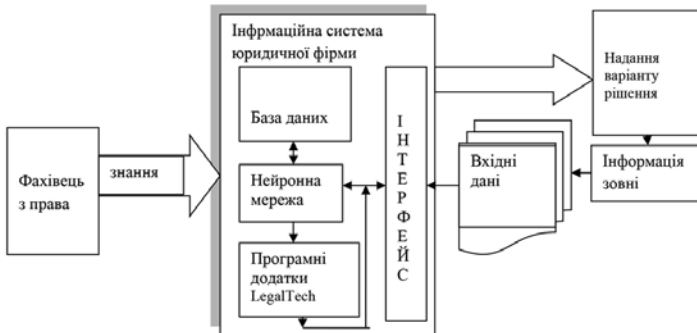 Інфрмаційна система
юридичної фірми
База даних
Нейронна
мережа
Програмні
додатки
LegalTech
ІНТЕРФЕЙС
Фахівець
з права
знання
Вхідні
дані
Надання
варіанту
рішення
Інформація
зовні